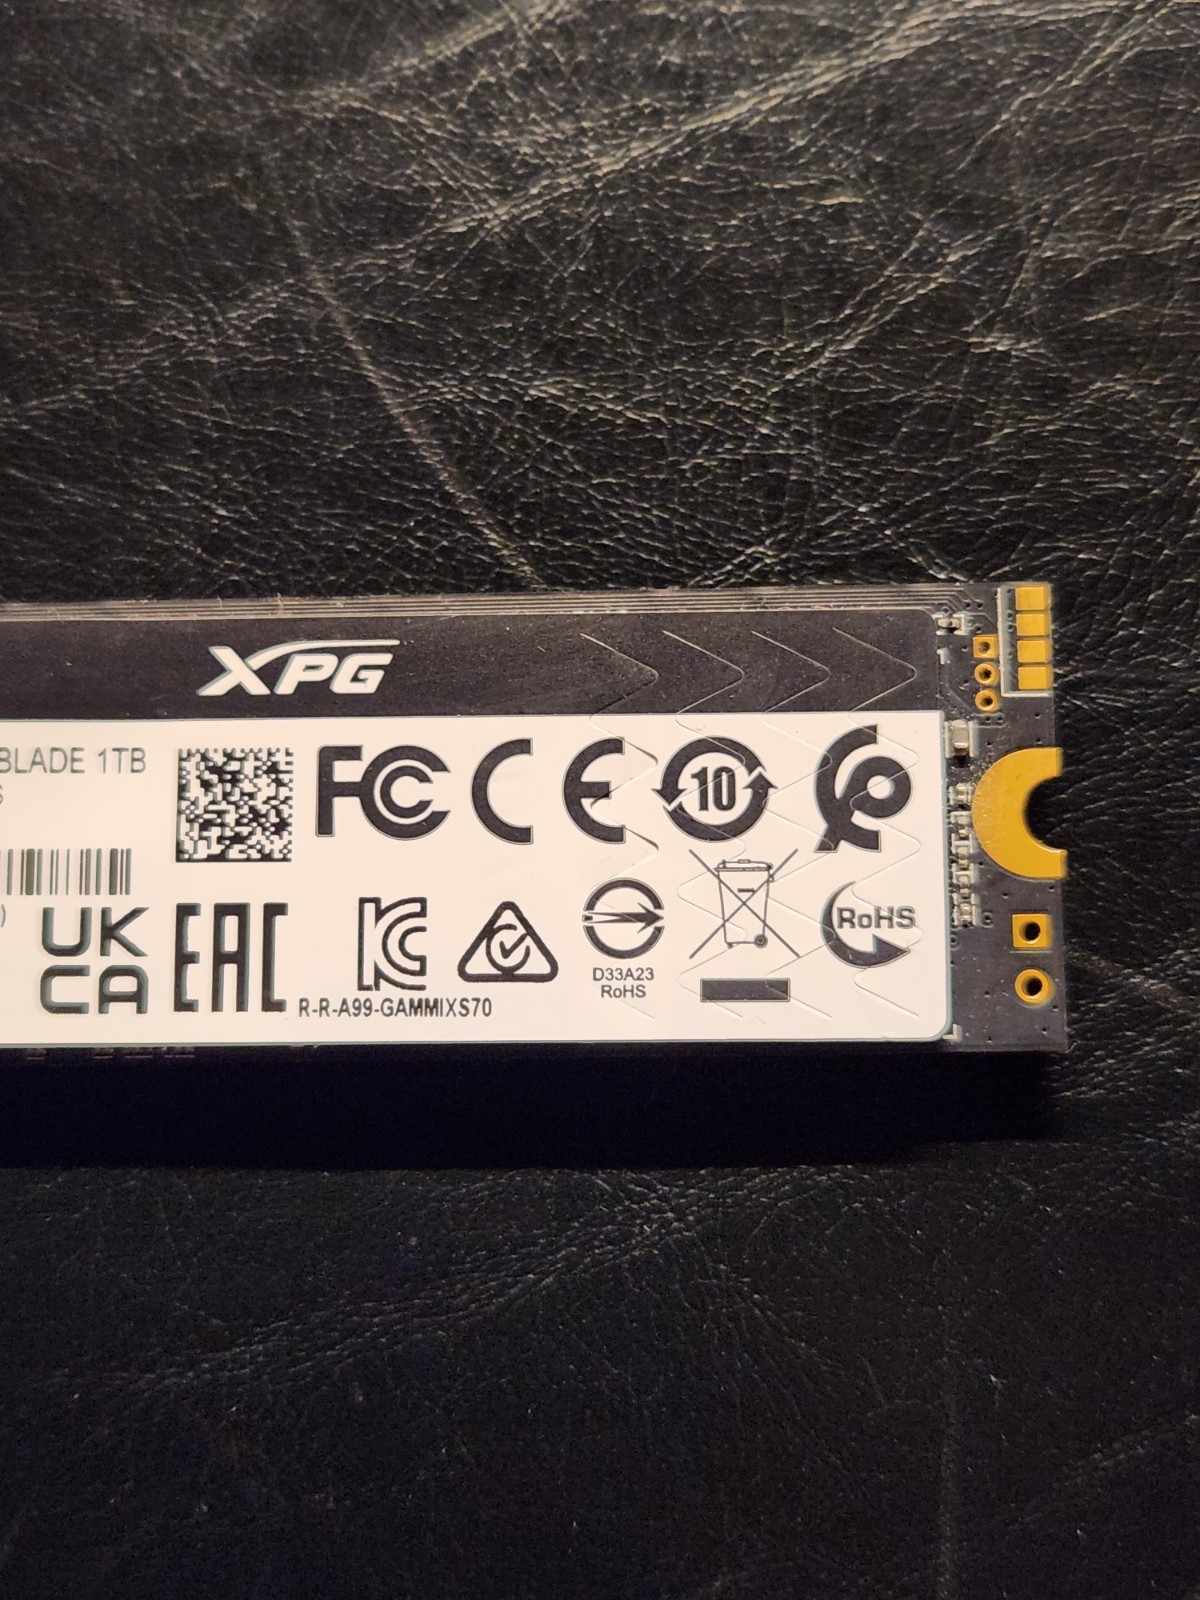 XPG
BLADE 1TB
FC CE 10
UK
CA
EAC
KC
R-R-A99-GAMMIXS70
D33A23
RoHS
RoHS